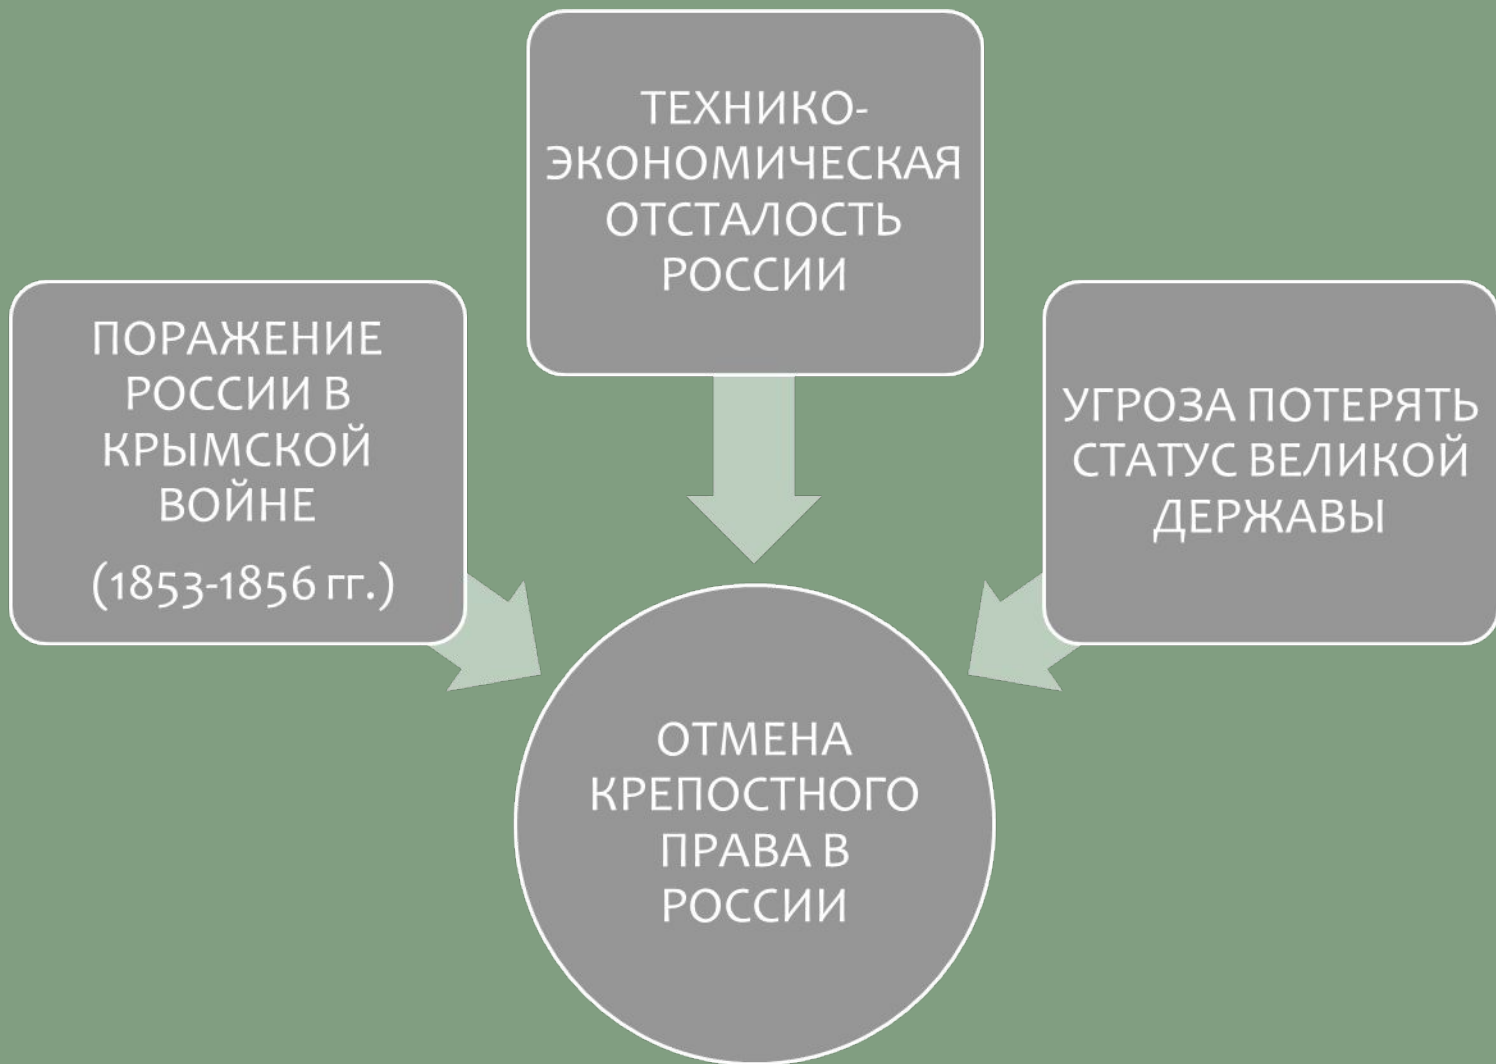 ТЕХНИКО-
ЭКОНОМИЧЕСКАЯ
ОТСТАЛОСТЬ
РОССИИ
ПОРАЖЕНИЕ
РОССИИ В
КРЫМСКОЙ
ВОЙНЕ
(1853-1856 гг.)
УГРОЗА ПОТЕРЯТЬ
СТАТУС ВЕЛИКОЙ
ДЕРЖАВЫ
ОТМЕНА
КРЕПОСТНОГО
ПРАВА В
РОССИИ